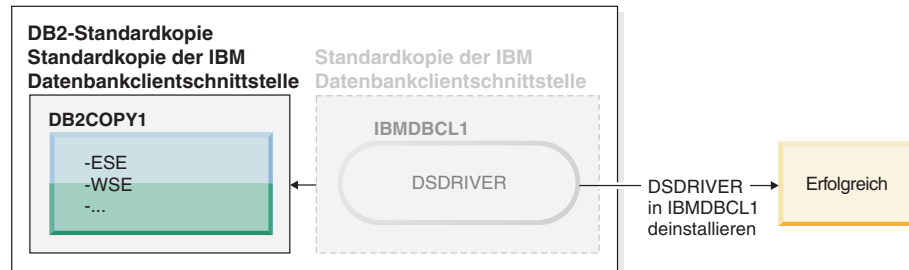 DB2-Standardkopie
Standardkopie der IBM
Datenbankclientschnittstelle
Standardkopie der IBM
Datenbankclientschnittstelle
DB2COPY1
-ESE
-WSE
-...
IBMDBCL1
DSDRIVER
DSDRIVER
in IBMDBCL1
deinstallieren
Erfolgreich